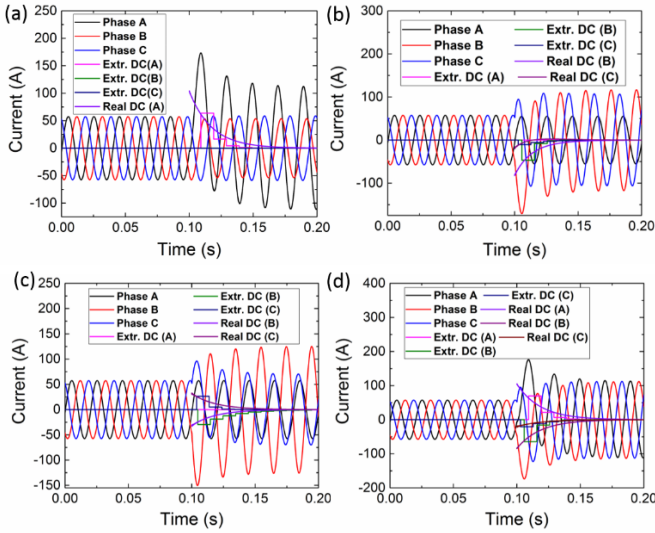 (a)
250
200
150
100
50
0
-50
-100
Current (A)
Phase A
Phase B
Phase C
Extr. DC(A)
Extr. DC(B)
Extr. DC(C)
Real DC (A)
0.00 0.05 0.10 0.15 0.20
Time (s)
(b)
300
200
100
0
-100
Current (A)
Phase A
Phase B
Phase C
Extr. DC (A)
Extr. DC (B)
Extr. DC (C)
Real DC (B)
Real DC (C)
0.00 0.05 0.10 0.15 0.20
Time (s)
(c)
250
200
150
100
50
0
-50
-100
-150
Current (A)
Phase A
Phase B
Phase C
Extr. DC (A)
Extr. DC (B)
Extr. DC (C)
Real DC (B)
Real DC (C)
0.00 0.05 0.10 0.15 0.20
Time (s)
(d)
400
300
200
100
0
-100
-200
Current (A)
Phase A
Phase B
Phase C
Extr. DC (A)
Extr. DC (B)
Extr. DC (C)
Real DC (A)
Real DC (B)
Real DC (C)
0.00 0.05 0.10 0.15 0.20
Time (s)